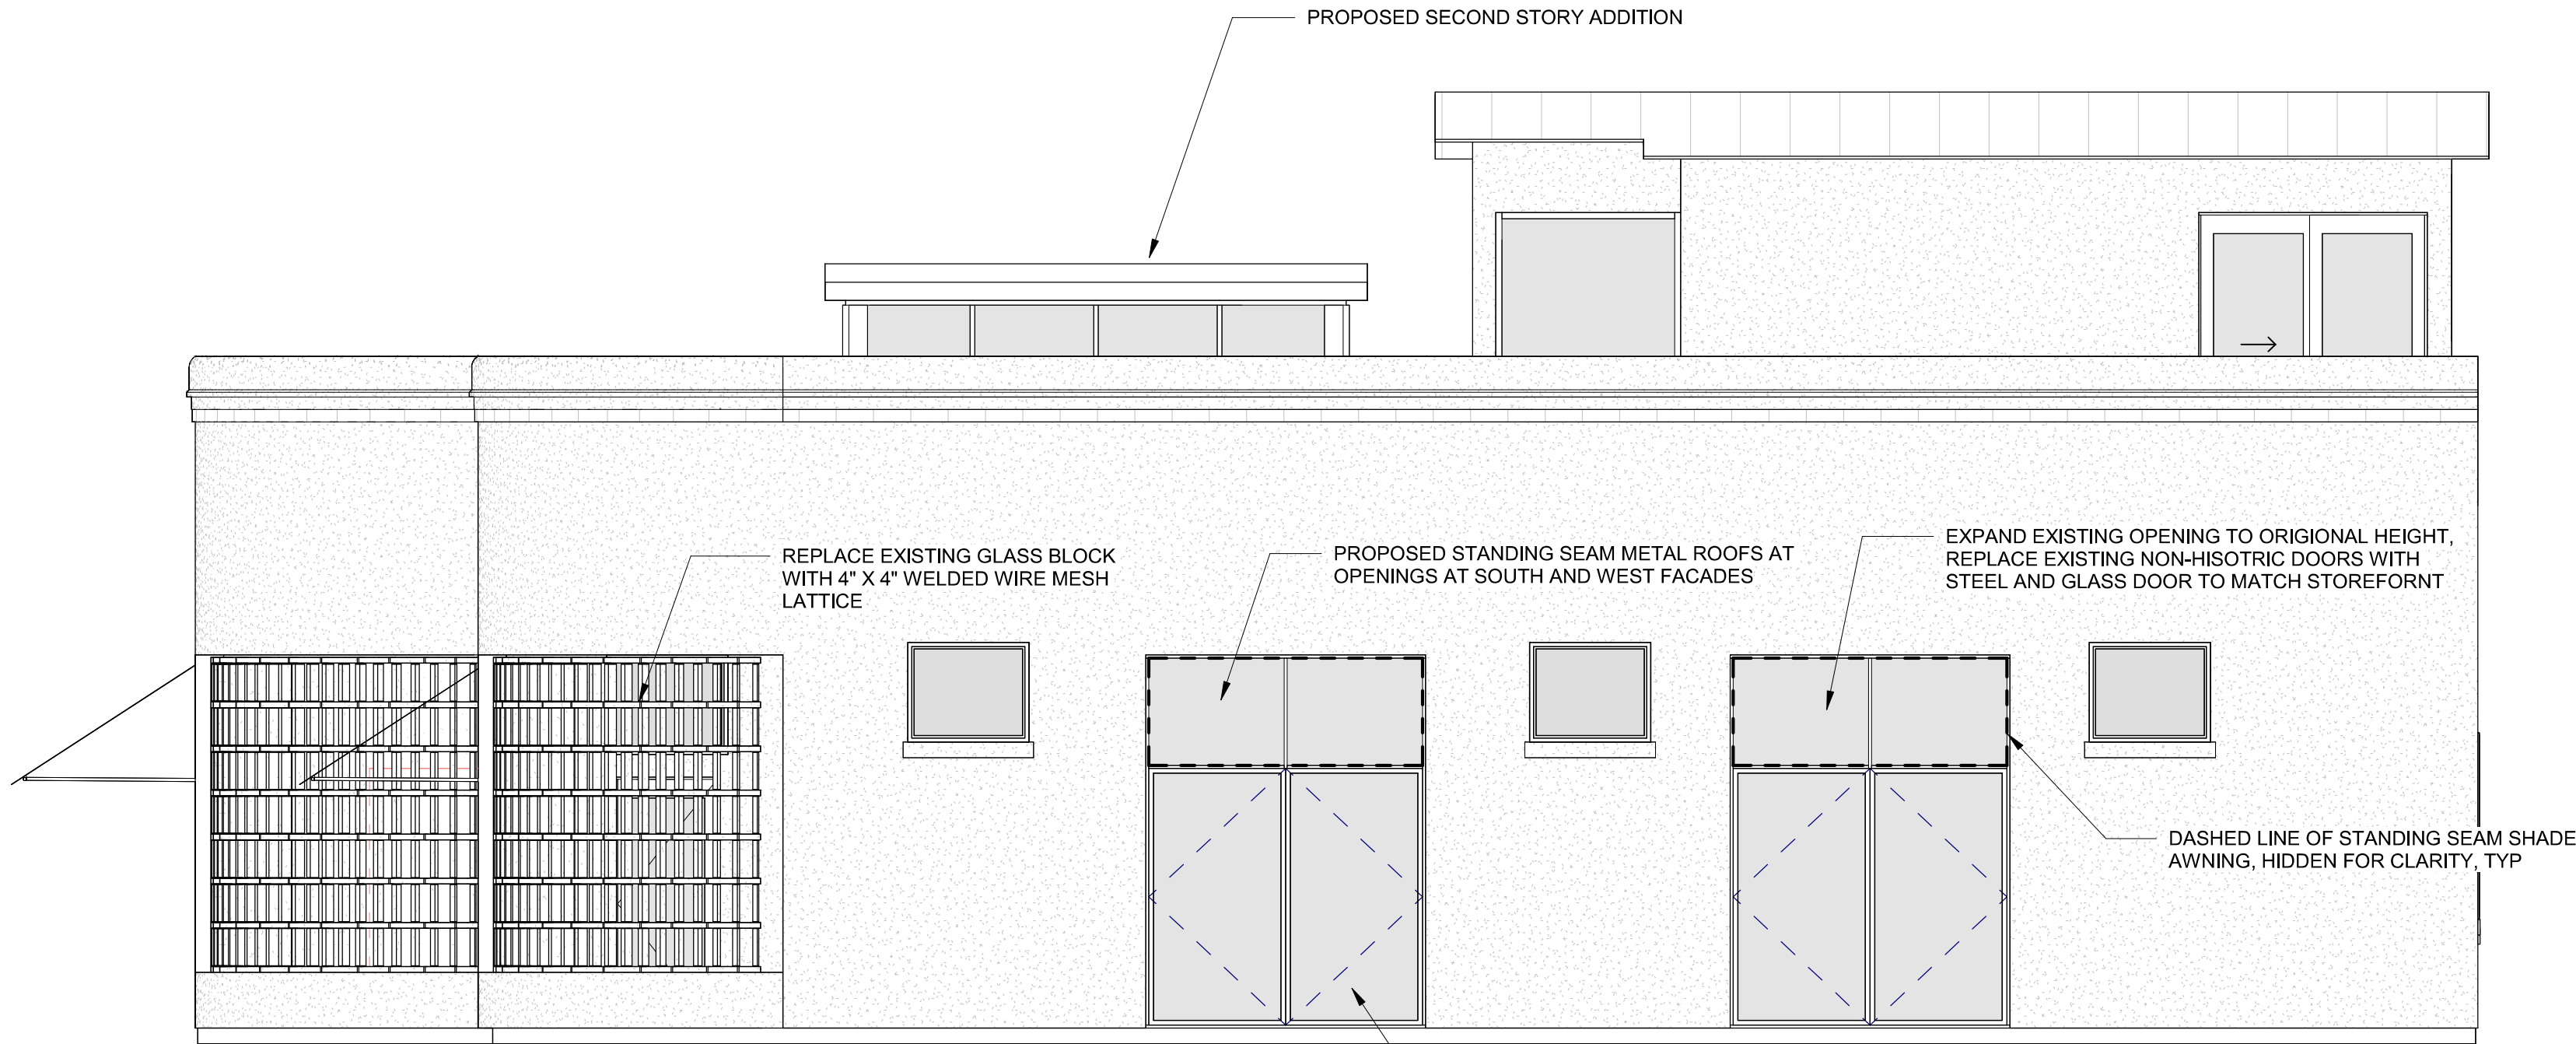 PROPOSED SECOND STORY ADDITION
REPLACE EXISTING GLASS BLOCK
WITH 4" X 4" WELDED WIRE MESH
LATTICE
PROPOSED STANDING SEAM METAL ROOFS AT
OPENINGS AT SOUTH AND WEST FACADES
EXPAND EXISTING OPENING TO ORIGIONAL HEIGHT,
REPLACE EXISTING NON-HISOTRIC DOORS WITH
STEEL AND GLASS DOOR TO MATCH STOREFORNT
DASHED LINE OF STANDING SEAM SHADE
AWNING, HIDDEN FOR CLARITY, TYP